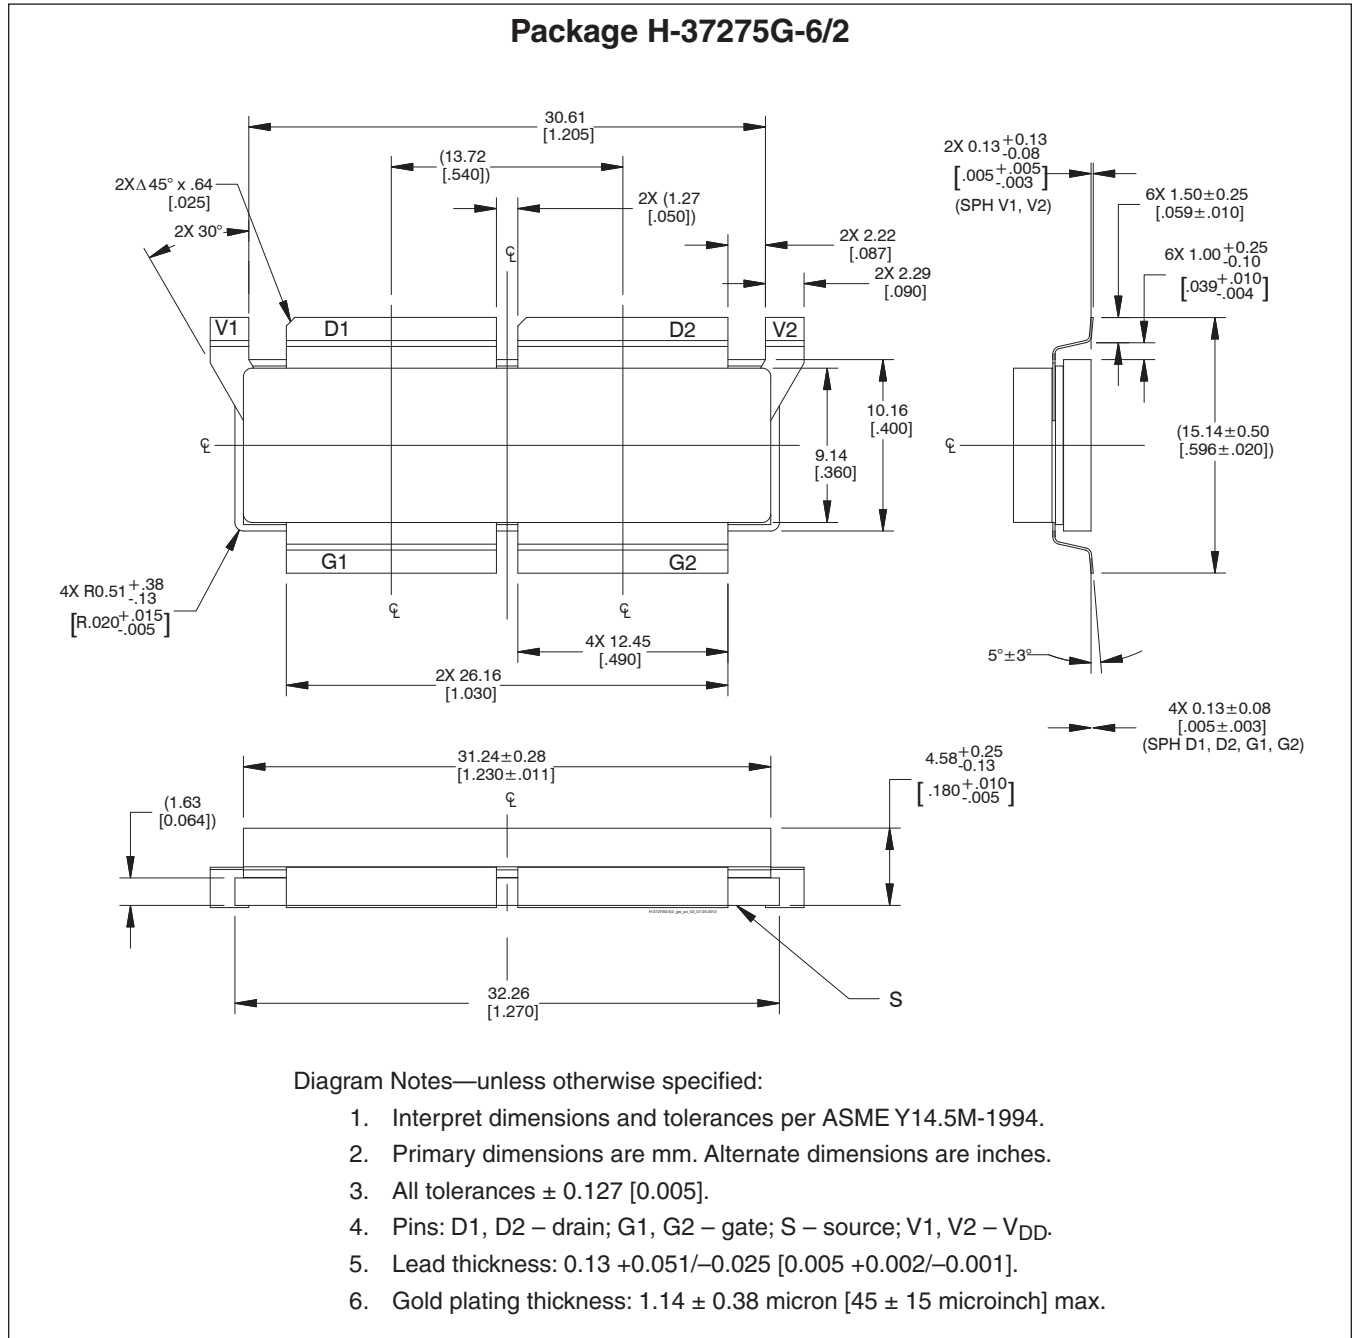 Package H-37275G-6/2
30.61
[1.205]
(13.72
[.540])
2X∆ 45° x .64
[.025]
2X 30°
2X (1.27
[.050])
2X 2.22
[.087]
2X 2.29
[.090]
℄
V1
D1
D2
V2
℄
10.16
[.400]
9.14
[.360]
G1
G2
4X R0.51 +.38
-.13
[R.020 +.015
-.005]
℄
℄
4X 12.45
[.490]
2X 26.16
[1.030]
2X 0.13 +0.13
-0.08
[.005 +.005
-.003]
(SPH V1, V2)
6X 1.50±0.25
[.059±.010]
6X 1.00 +0.25
-0.10
[.039 +.010
-.004]
℄
(15.14±0.50
[.596±.020])
5°±3°
4X 0.13±0.08
[.005±.003]
(SPH D1, D2, G1, G2)
31.24±0.28
[1.230±.011]
℄
4.58 +0.25
-0.13
[.180 +.010
-.005]
(1.63
[0.064])
32.26
[1.270]
S
Diagram Notes—unless otherwise specified:
1. Interpret dimensions and tolerances per ASME Y14.5M-1994.
2. Primary dimensions are mm. Alternate dimensions are inches.
3. All tolerances ± 0.127 [0.005].
4. Pins: D1, D2 – drain; G1, G2 – gate; S – source; V1, V2 – VDD.
5. Lead thickness: 0.13 +0.051/–0.025 [0.005 +0.002/–0.001].
6. Gold plating thickness: 1.14 ± 0.38 micron [45 ± 15 microinch] max.